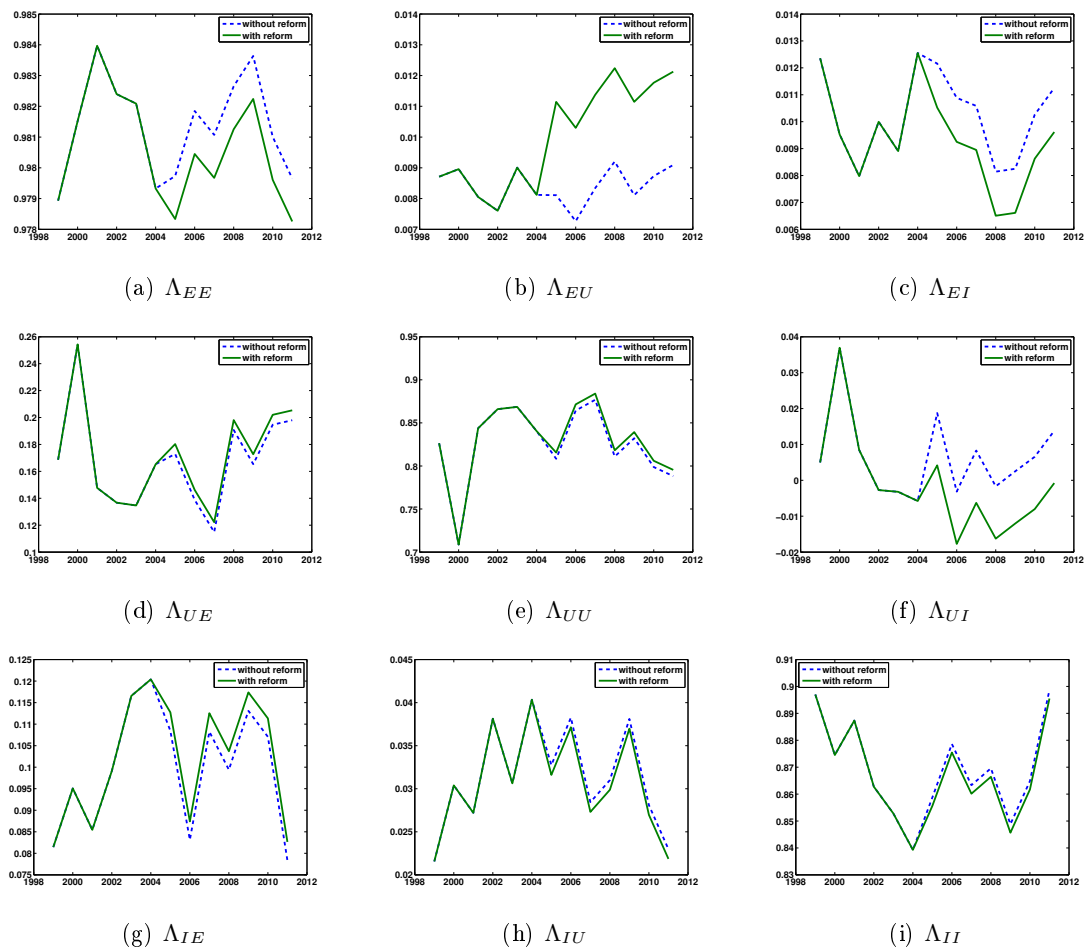 without reform
with reform
0.985
0.984
0.983
0.982
0.981
0.98
0.979
0.978
1998 2000 2002 2004 2006 2008 2010 2012
(a) Λ_EE
without reform
with reform
0.014
0.013
0.012
0.011
0.01
0.009
0.008
0.007
1998 2000 2002 2004 2006 2008 2010 2012
(b) Λ_EU
without reform
with reform
0.014
0.013
0.012
0.011
0.01
0.009
0.008
0.007
0.006
1998 2000 2002 2004 2006 2008 2010 2012
(c) Λ_EI
without reform
with reform
0.26
0.24
0.22
0.2
0.18
0.16
0.14
0.12
0.1
1998 2000 2002 2004 2006 2008 2010 2012
(d) Λ_UE
without reform
with reform
0.95
0.9
0.85
0.8
0.75
0.7
1998 2000 2002 2004 2006 2008 2010 2012
(e) Λ_UU
without reform
with reform
0.04
0.03
0.02
0.01
0
−0.01
−0.02
1998 2000 2002 2004 2006 2008 2010 2012
(f) Λ_UI
without reform
with reform
0.125
0.12
0.115
0.11
0.105
0.1
0.095
0.09
0.085
0.08
0.075
1998 2000 2002 2004 2006 2008 2010 2012
(g) Λ_IE
without reform
with reform
0.045
0.04
0.035
0.03
0.025
0.02
1998 2000 2002 2004 2006 2008 2010 2012
(h) Λ_IU
without reform
with reform
0.91
0.9
0.89
0.88
0.87
0.86
0.85
0.84
0.83
1998 2000 2002 2004 2006 2008 2010 2012
(i) Λ_II